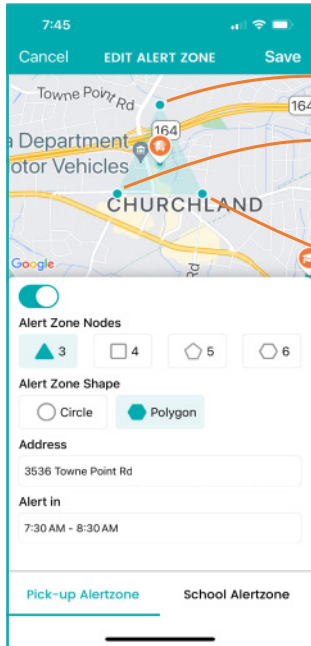 7:45
Cancel EDIT ALERT ZONE Save
Towne Point Rd
164
164
a Department
otor Vehicles
CHURCHLAND
Google
Rd
Alert Zone Nodes
3 4 5 6
Alert Zone Shape
Circle Polygon
Address
3536 Towne Point Rd
Alert in
7:30 AM - 8:30 AM
Pick-up Alertzone School Alertzone